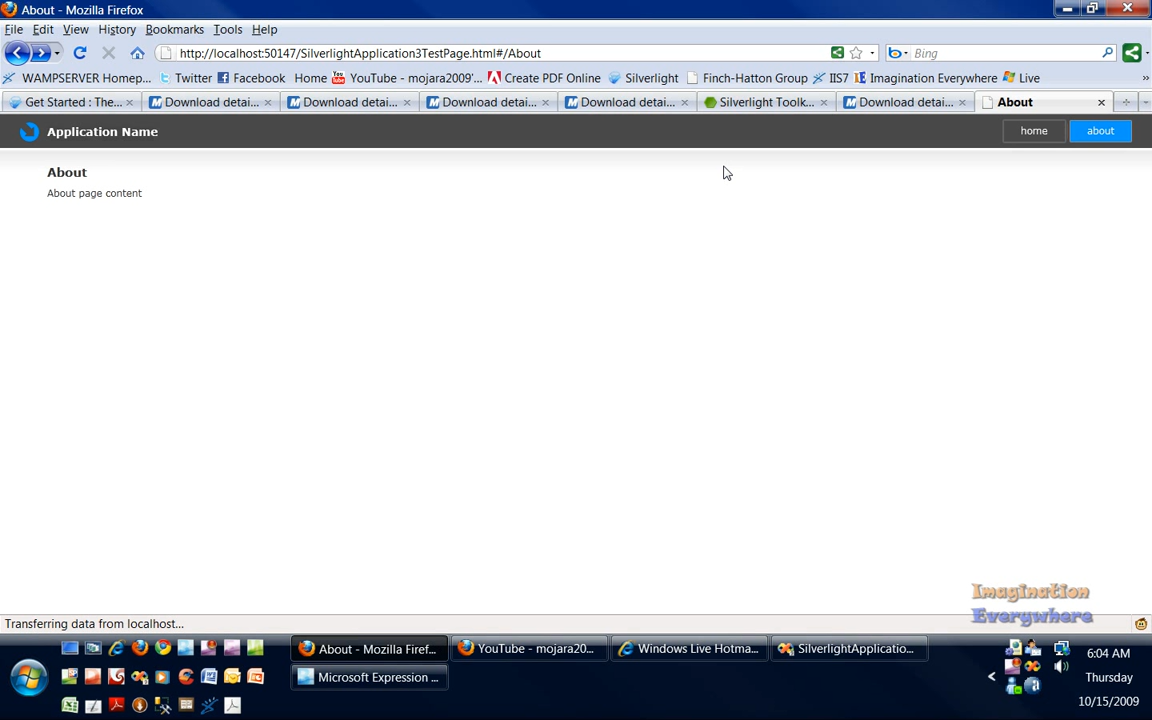 About - Mozilla Firefox
File Edit View History Bookmarks Tools Help
http://localhost:50147/SilverlightApplication3TestPage.html#/About
Bing
WAMPSERVER Homep... Twitter Facebook Home YouTube - mojara2009'... Create PDF Online Silverlight Finch-Hatton Group IIS7 Imagination Everywhere Live »
Get Started : The... Download detai... Download detai... Download detai... Download detai... Silverlight Toolk... Download detai... About
Application Name home about
About
About page content
Imagination
Everywhere
Transferring data from localhost...
About - Mozilla Firef... YouTube - mojara20... Windows Live Hotma... SilverlightApplicatio...
Microsoft Expression ...
6:04 AM
Thursday
10/15/2009